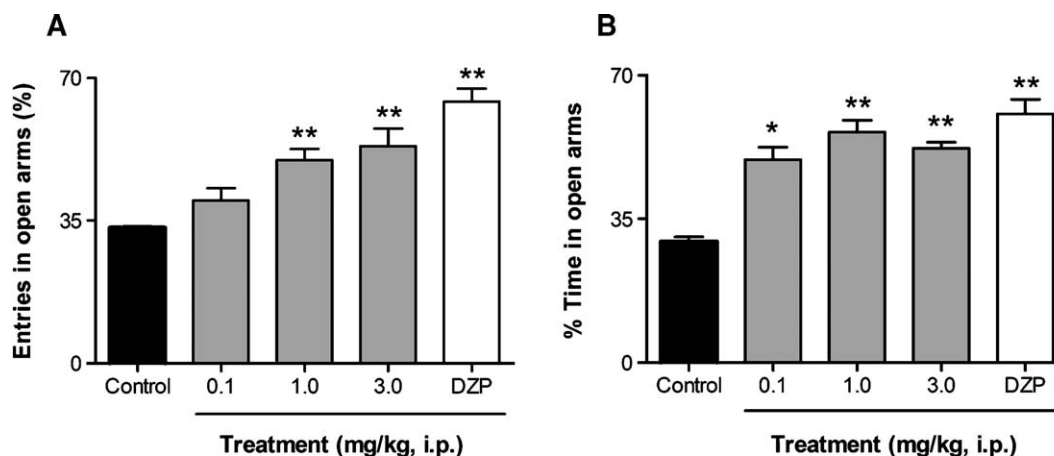 A
Entries in open arms (%)
70
35
0
**
**
**
Control
0.1
1.0
3.0
DZP
Treatment (mg/kg, i.p.)
B
% Time in open arms
70
35
0
*
**
**
**
Control
0.1
1.0
3.0
DZP
Treatment (mg/kg, i.p.)